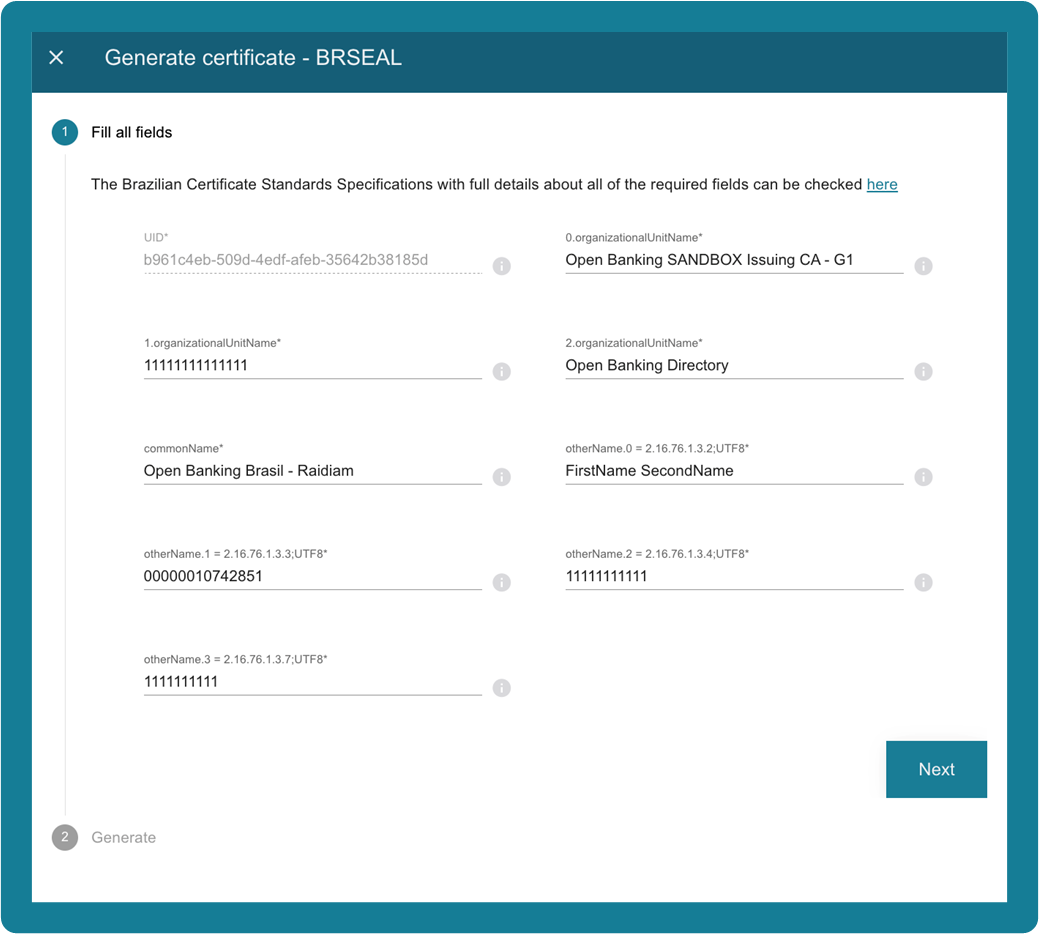 Generate certificate - BRSEAL
1 Fill all fields
The Brazilian Certificate Standards Specifications with full details about all of the required fields can be checked here
UID*
b961c4eb-509d-4edf-afeb-35642b38185d
0.organizationalUnitName*
Open Banking SANDBOX Issuing CA - G1
1.organizationalUnitName*
11111111111111
2.organizationalUnitName*
Open Banking Directory
commonName*
Open Banking Brasil - Raidiam
otherName.0 = 2.16.76.1.3.2;UTF8*
FirstName SecondName
otherName.1 = 2.16.76.1.3.3;UTF8*
00000010742851
otherName.2 = 2.16.76.1.3.4;UTF8*
11111111111
otherName.3 = 2.16.76.1.3.7;UTF8*
1111111111
Next
2 Generate